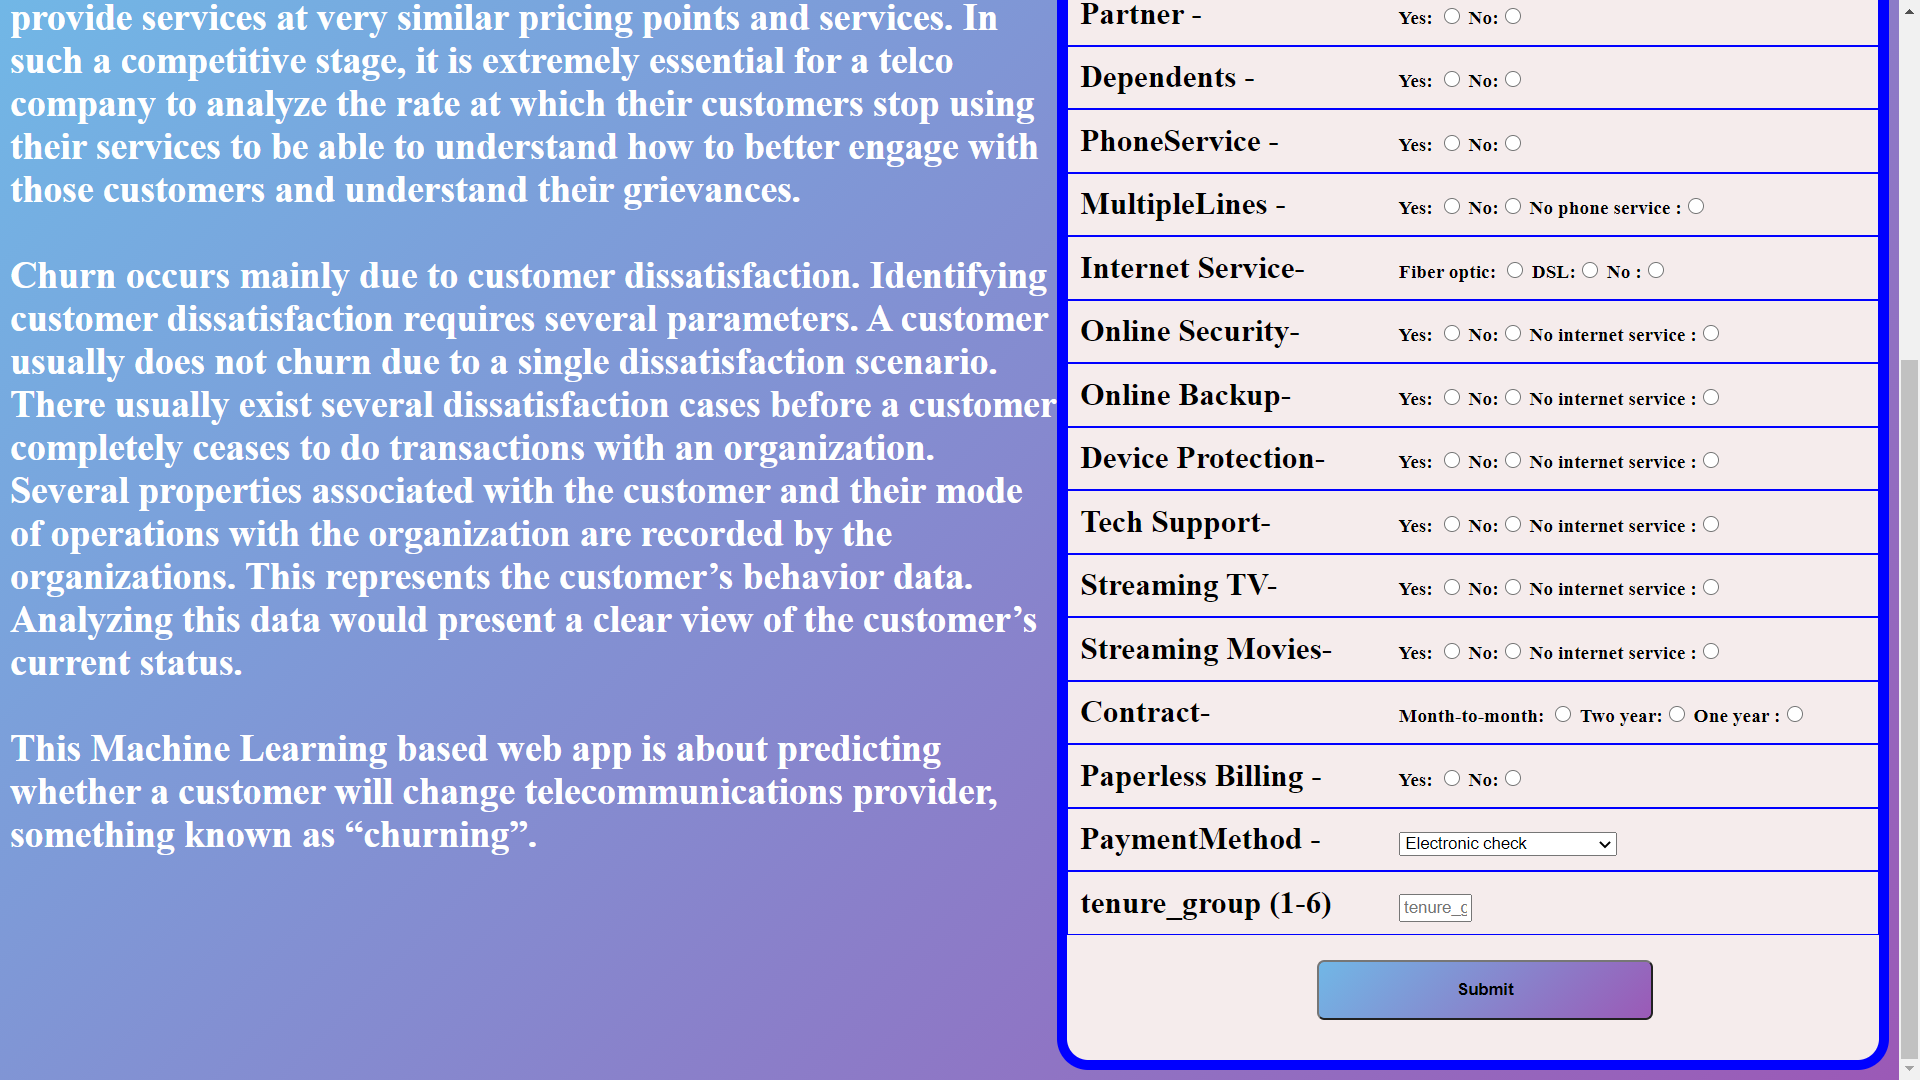 provide services at very similar pricing points and services. In
such a competitive stage, it is extremely essential for a telco
company to analyze the rate at which their customers stop using
their services to be able to understand how to better engage with
those customers and understand their grievances.
Churn occurs mainly due to customer dissatisfaction. Identifying
customer dissatisfaction requires several parameters. A customer
usually does not churn due to a single dissatisfaction scenario.
There usually exist several dissatisfaction cases before a customer
completely ceases to do transactions with an organization.
Several properties associated with the customer and their mode
of operations with the organization are recorded by the
organizations. This represents the customer’s behavior data.
Analyzing this data would present a clear view of the customer’s
current status.
This Machine Learning based web app is about predicting
whether a customer will change telecommunications provider,
something known as “churning”.
Partner - Yes: No:
Dependents - Yes: No:
PhoneService - Yes: No:
MultipleLines - Yes: No: No phone service :
Internet Service- Fiber optic: DSL: No :
Online Security- Yes: No: No internet service :
Online Backup- Yes: No: No internet service :
Device Protection- Yes: No: No internet service :
Tech Support- Yes: No: No internet service :
Streaming TV- Yes: No: No internet service :
Streaming Movies- Yes: No: No internet service :
Contract- Month-to-month: Two year: One year :
Paperless Billing - Yes: No:
PaymentMethod - Electronic check
tenure_group (1-6) tenure_g
Submit